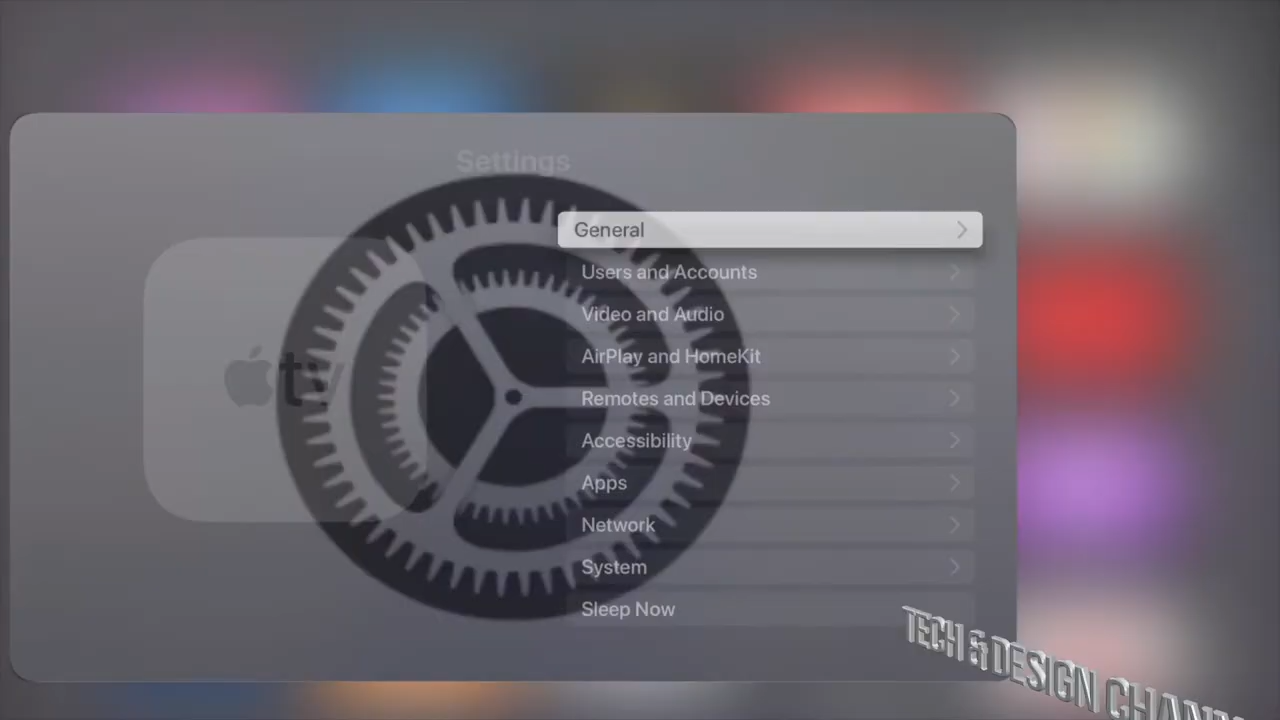 Settings
tv
General
Users and Accounts
Video and Audio
AirPlay and HomeKit
Remotes and Devices
Accessibility
Apps
Network
System
Sleep Now
TECH & DESIGN